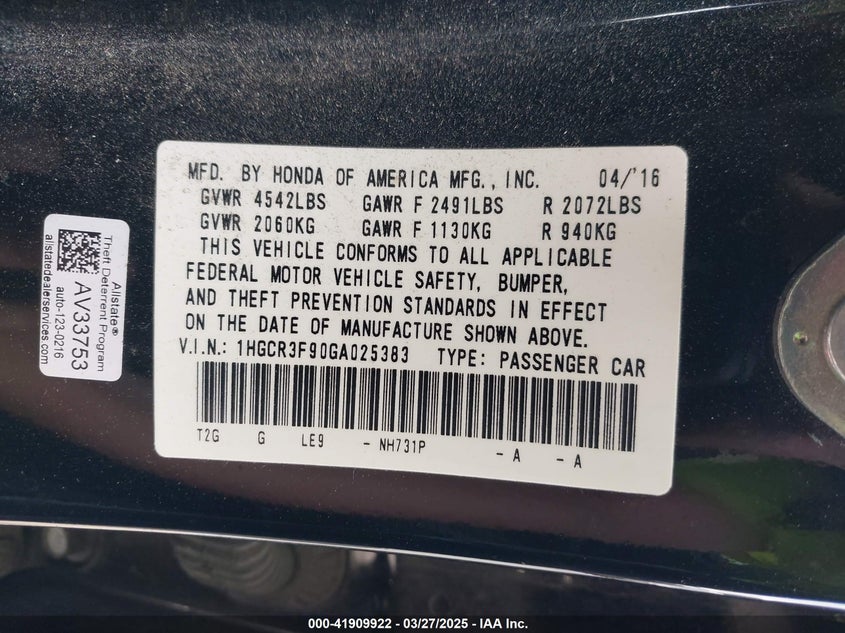 MFD. BY HONDA OF AMERICA MFG., INC. 04/'16
GVWR 4542LBS GAWR F 2491LBS R 2072LBS
GVWR 2060KG GAWR F 1130KG R 940KG
THIS VEHICLE CONFORMS TO ALL APPLICABLE
FEDERAL MOTOR VEHICLE SAFETY, BUMPER,
AND THEFT PREVENTION STANDARDS IN EFFECT
ON THE DATE OF MANUFACTURE SHOWN ABOVE.
V.I.N.: 1HGCR3F90GA025383 TYPE: PASSENGER CAR
T2G G LE9 - NH731P - A - A
Allstate®
Theft Deterrent Program
AV33753
auto-123-0216
allstatedealerservices.com
000-41909922 - 03/27/2025 - IAA Inc.